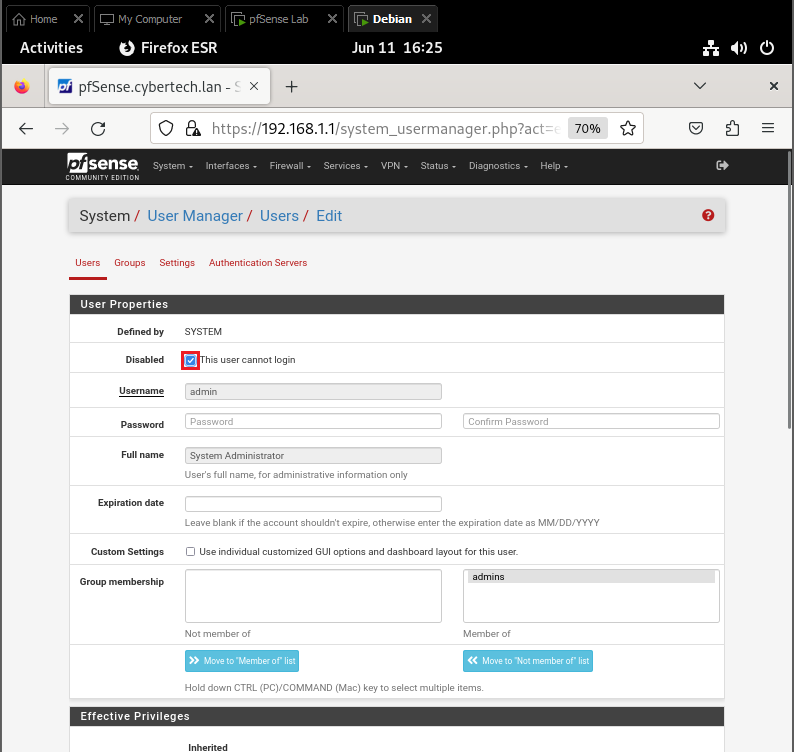 Home
My Computer
pfSense Lab
Debian
Activities
Firefox ESR
Jun 11 16:25
pfSense.cybertech.lan - S
https://192.168.1.1/system_usermanager.php?act=e
70%
pfsense
COMMUNITY EDITION
System
Interfaces
Firewall
Services
VPN
Status
Diagnostics
Help
System / User Manager / Users / Edit
Users
Groups
Settings
Authentication Servers
User Properties
Defined by
SYSTEM
Disabled
This user cannot login
Username
admin
Password
Password
Confirm Password
Full name
System Administrator
User's full name, for administrative information only
Expiration date
Leave blank if the account shouldn't expire, otherwise enter the expiration date as MM/DD/YYYY
Custom Settings
Use individual customized GUI options and dashboard layout for this user.
Group membership
admins
Not member of
Member of
Move to "Member of" list
Move to "Not member of" list
Hold down CTRL (PC)/COMMAND (Mac) key to select multiple items.
Effective Privileges
Inherited